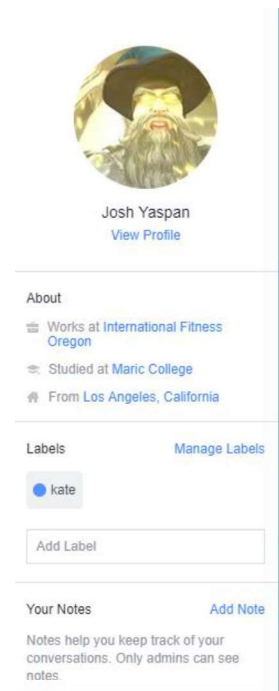 Josh Yaspan
View Profile
About
Works at International Fitness
Oregon
Studied at Maric College
From Los Angeles, California
Labels Manage Labels
kate
Add Label
Your Notes Add Note
Notes help you keep track of your
conversations. Only admins can see
notes.